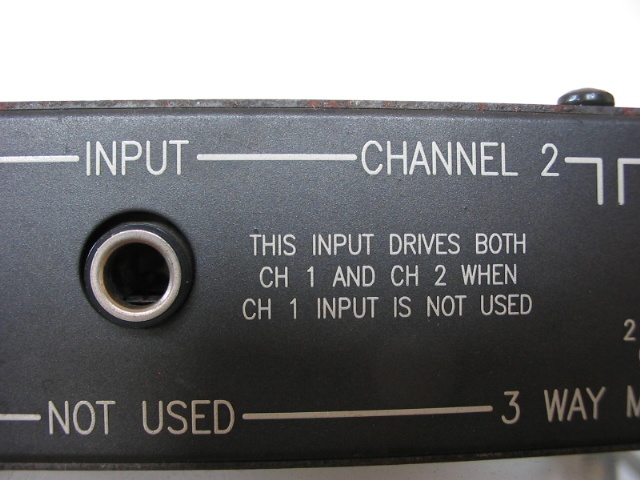 INPUT CHANNEL 2
THIS INPUT DRIVES BOTH
CH 1 AND CH 2 WHEN
CH 1 INPUT IS NOT USED
2
NOT USED 3 WAY